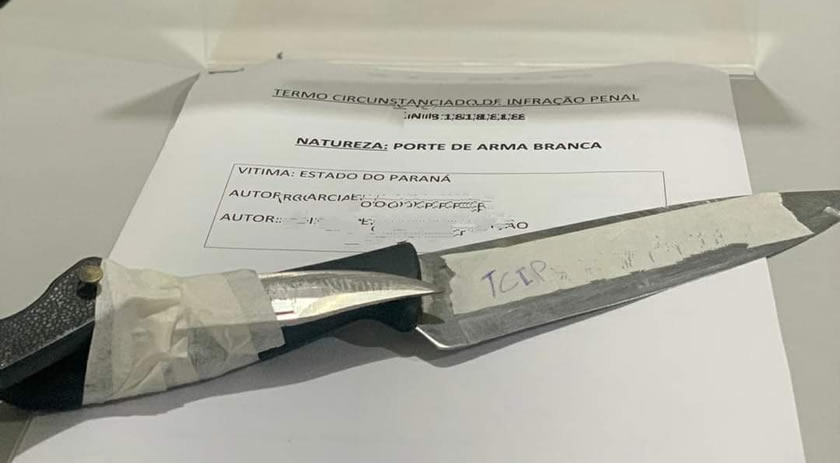 TERMO CIRCUNSTANCIADO DE INFRAÇÃO PENAL
NATUREZA: PORTE DE ARMA BRANCA
VITIMA: ESTADO DO PARANÁ
AUTOR
AUTOR:
TCIP